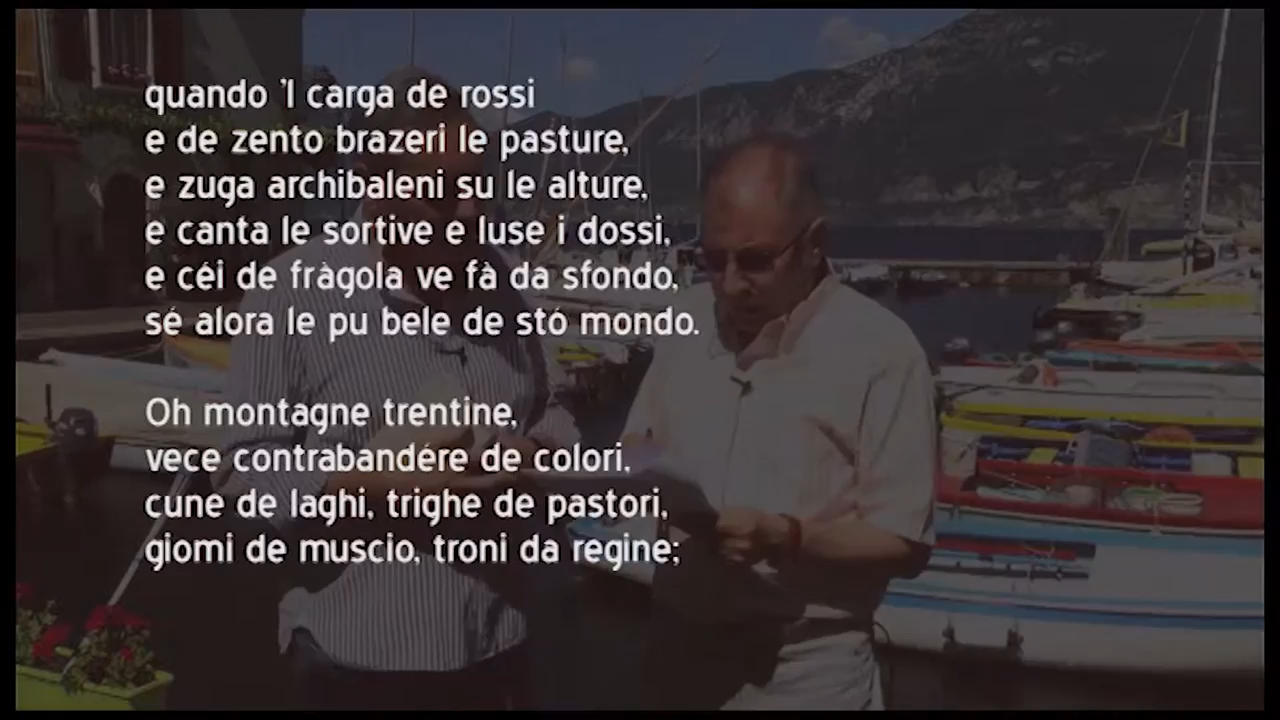 quando 'l carga de rossi
e de zento brazeri le pasture,
e zuga archibaleni su le alture,
e canta le sortive e luse i dossi,
e céi de fràgola ve fà da sfondo,
sé alora le pu bele de stó mondo.
Oh montagne trentine,
vece contrabandére de colori,
cune de laghi, trighe de pastori,
giomi de muscio, troni da regine;